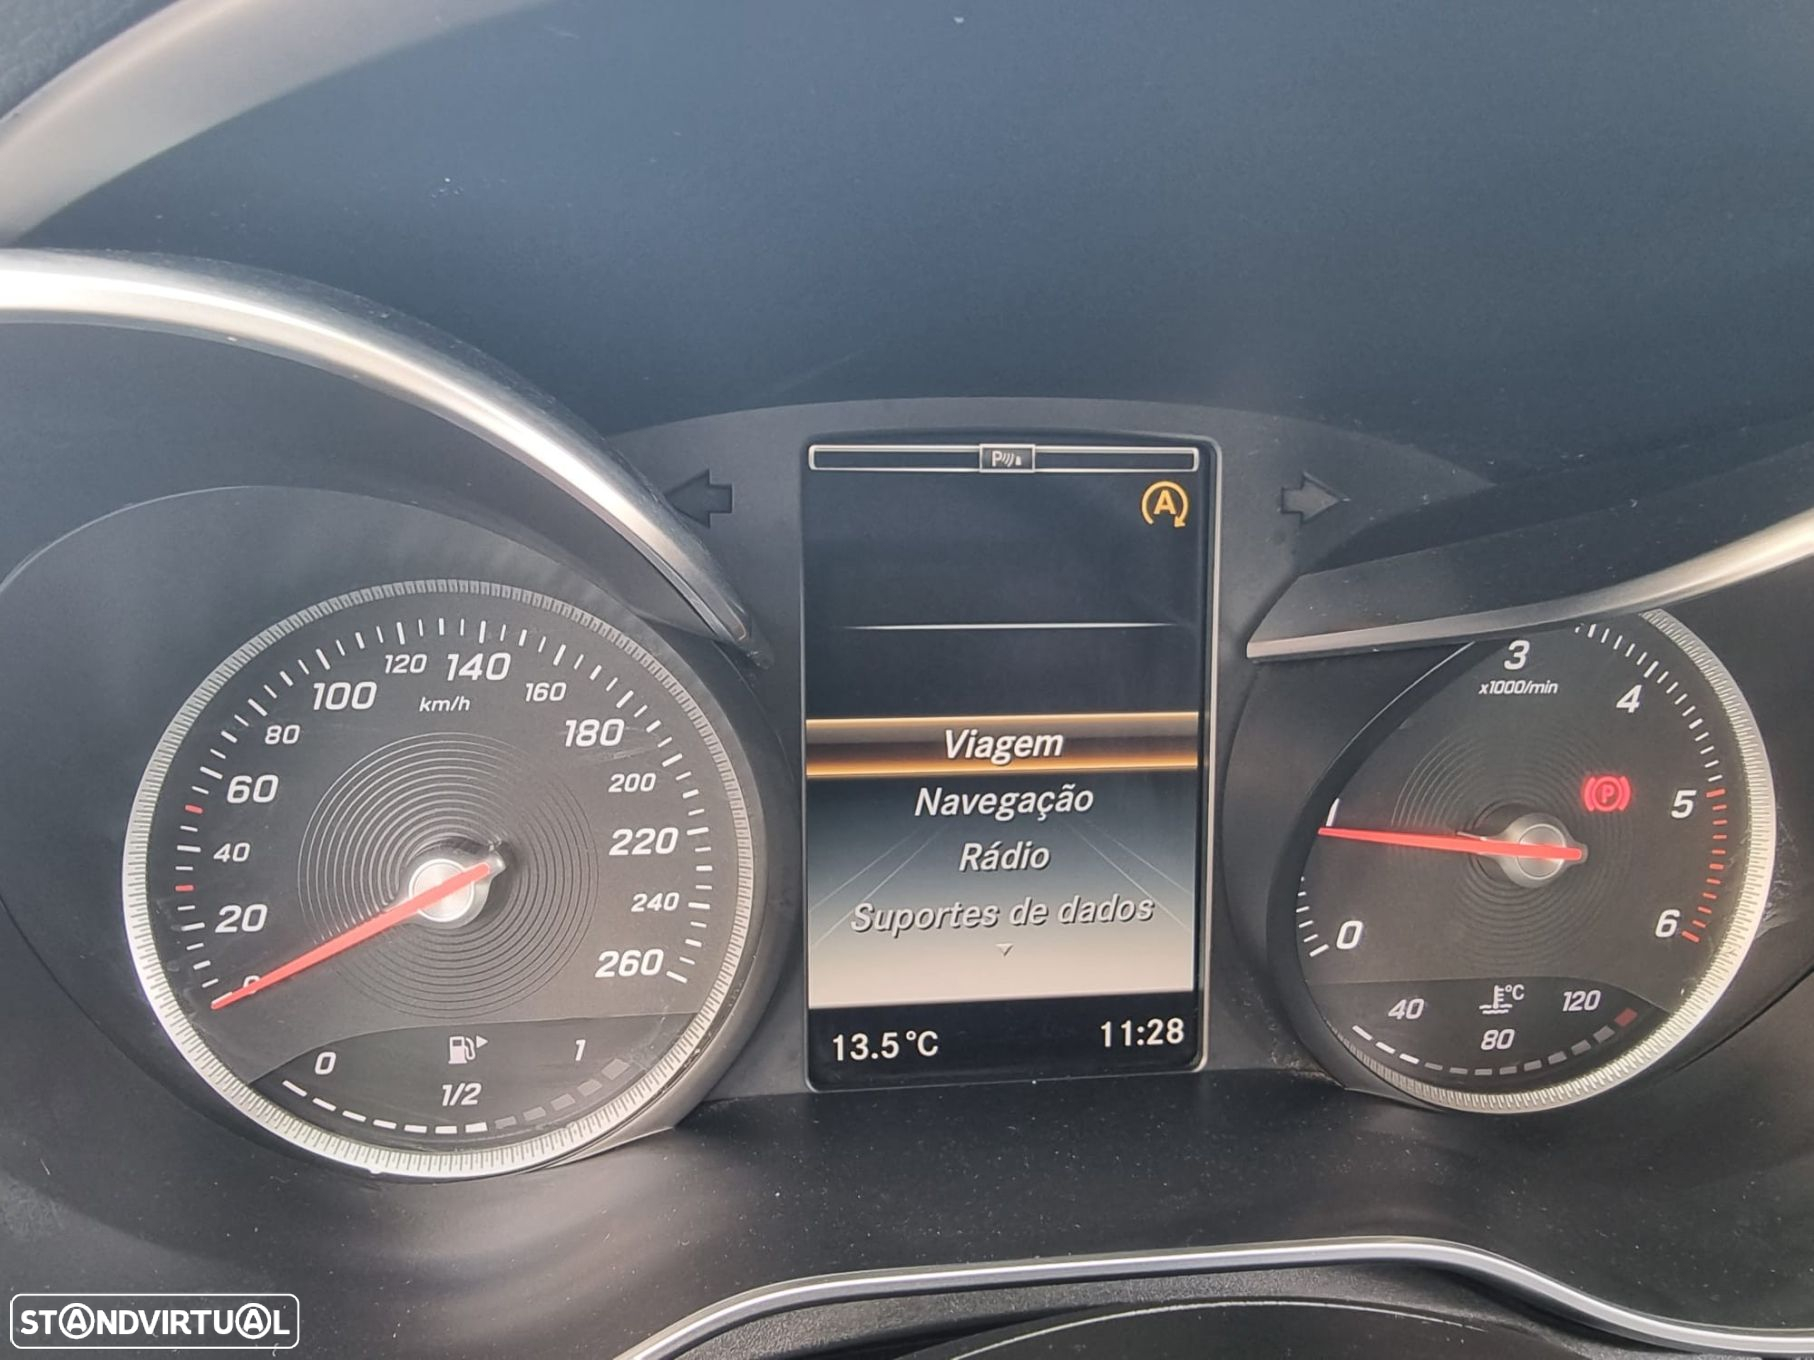 P
A
Viagem
Navegação
Rádio
Suportes de dados
13.5°C
11:28
0
20
40
60
80
100
120
140
160
180
200
220
240
260
km/h
0
1/2
1
0
1
3
4
5
6
x1000/min
P
40
80
120
°C
STANDVIRTUAL